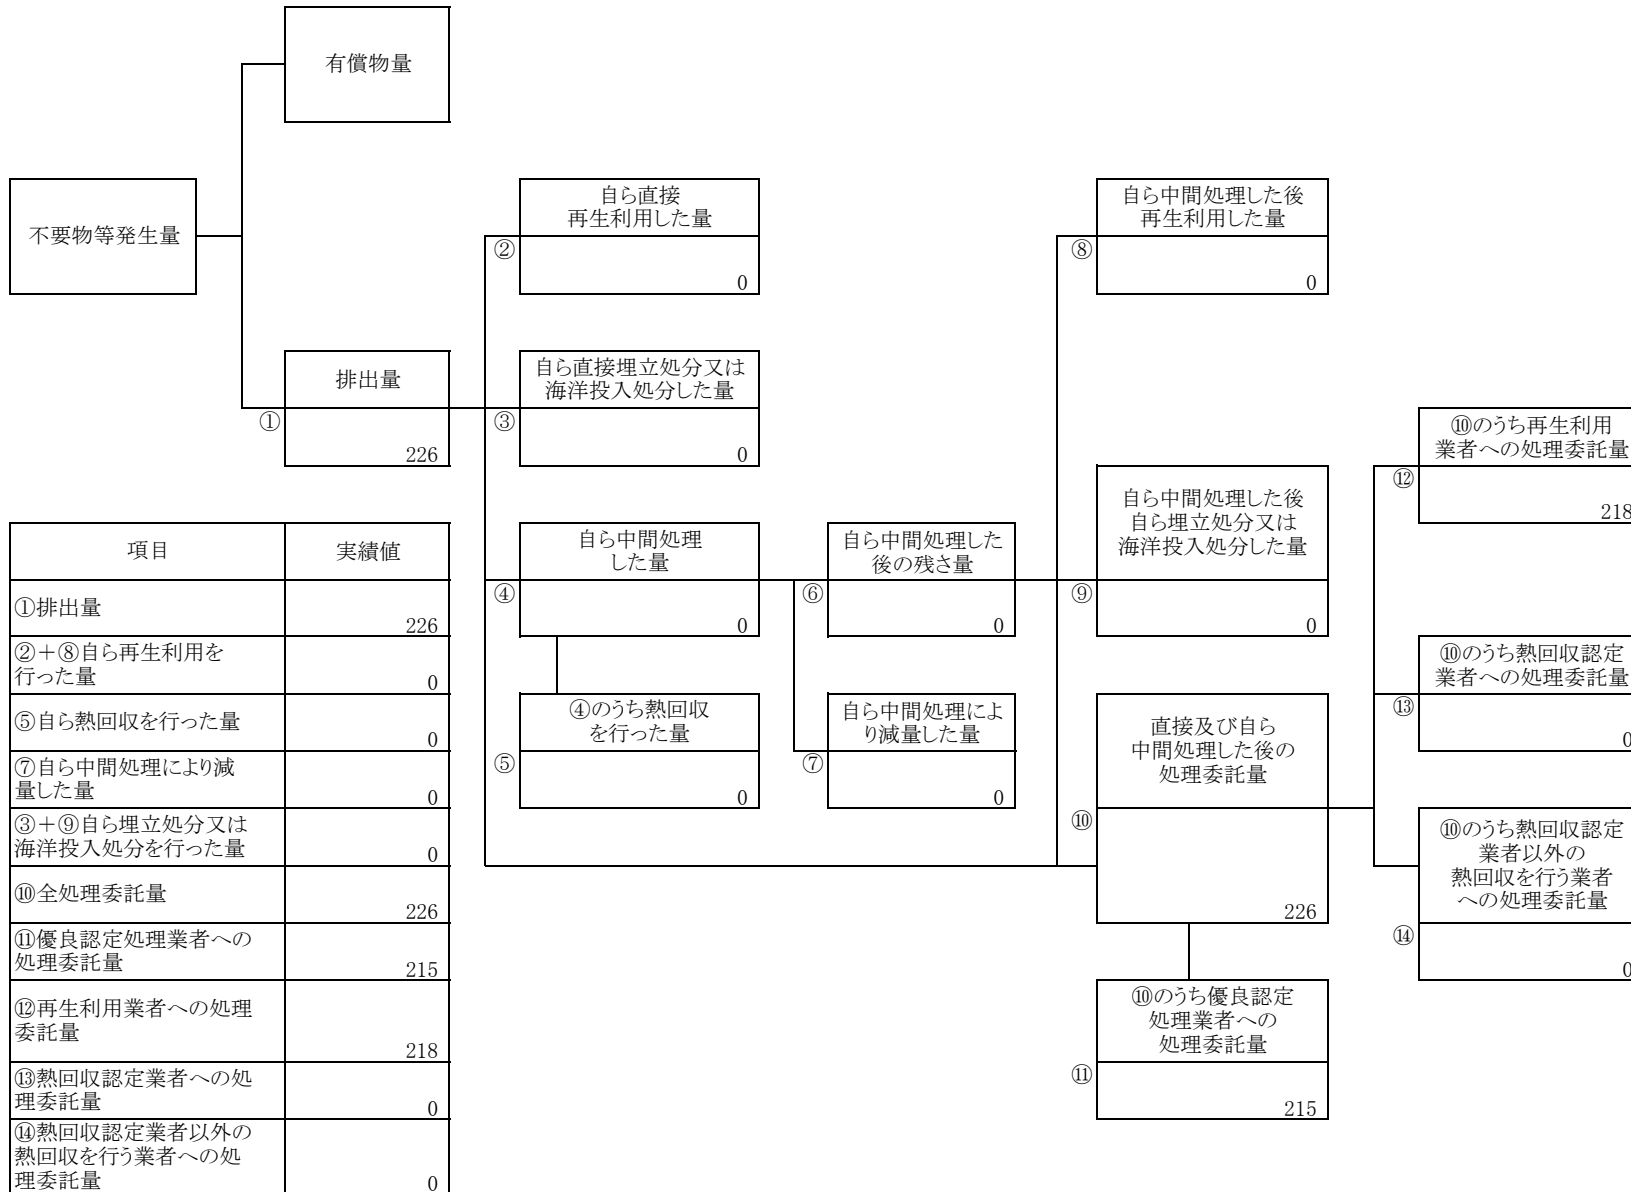 有償物量
不要物等発生量
自ら直接
再生利用した量
②
0
自ら中間処理した後
再生利用した量
⑧
0
排出量
①
226
自ら直接埋立処分又は
海洋投入処分した量
③
0
⑩のうち再生利用
業者への処理委託量
⑫
218
自ら中間処理
した量
④
0
自ら中間処理した
後の残さ量
⑥
0
自ら中間処理した後
自ら埋立処分又は
海洋投入処分した量
⑨
0
⑩のうち熱回収認定
業者への処理委託量
⑬
0
④のうち熱回収
を行った量
⑤
0
自ら中間処理によ
り減量した量
⑦
0
直接及び自ら
中間処理した後の
処理委託量
⑩
226
⑩のうち熱回収認定
業者以外の
熱回収を行う業者
への処理委託量
⑭
0
⑩のうち優良認定
処理業者への
処理委託量
⑪
215
項目 実績値
①排出量
226
②+⑧自ら再生利用を
行った量
0
⑤自ら熱回収を行った量
0
⑦自ら中間処理により減
量した量
0
③+⑨自ら埋立処分又は
海洋投入処分を行った量
0
⑩全処理委託量
226
⑪優良認定処理業者への
処理委託量
215
⑫再生利用業者への処理
委託量
218
⑬熱回収認定業者への処
理委託量
0
⑭熱回収認定業者以外の
熱回収を行う業者への処
理委託量
0